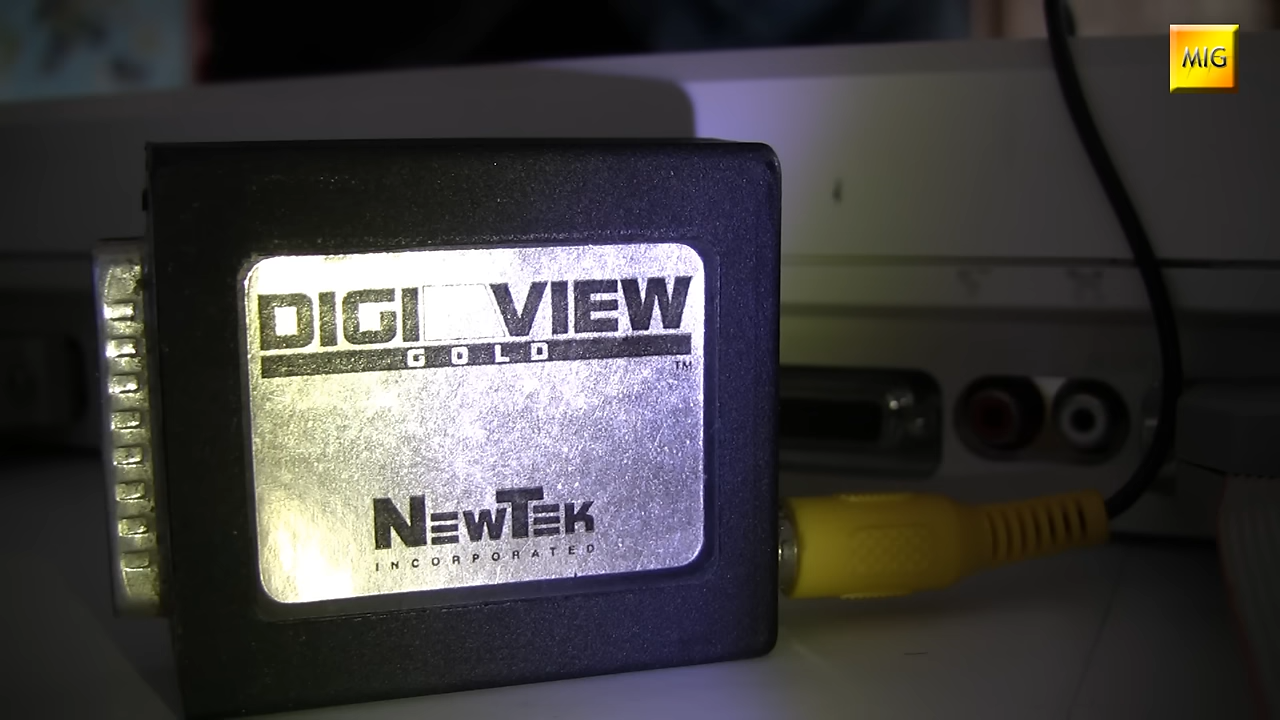 MIG
DIGI VIEW
GOLD
TM
NEWTEK
INCORPORATED